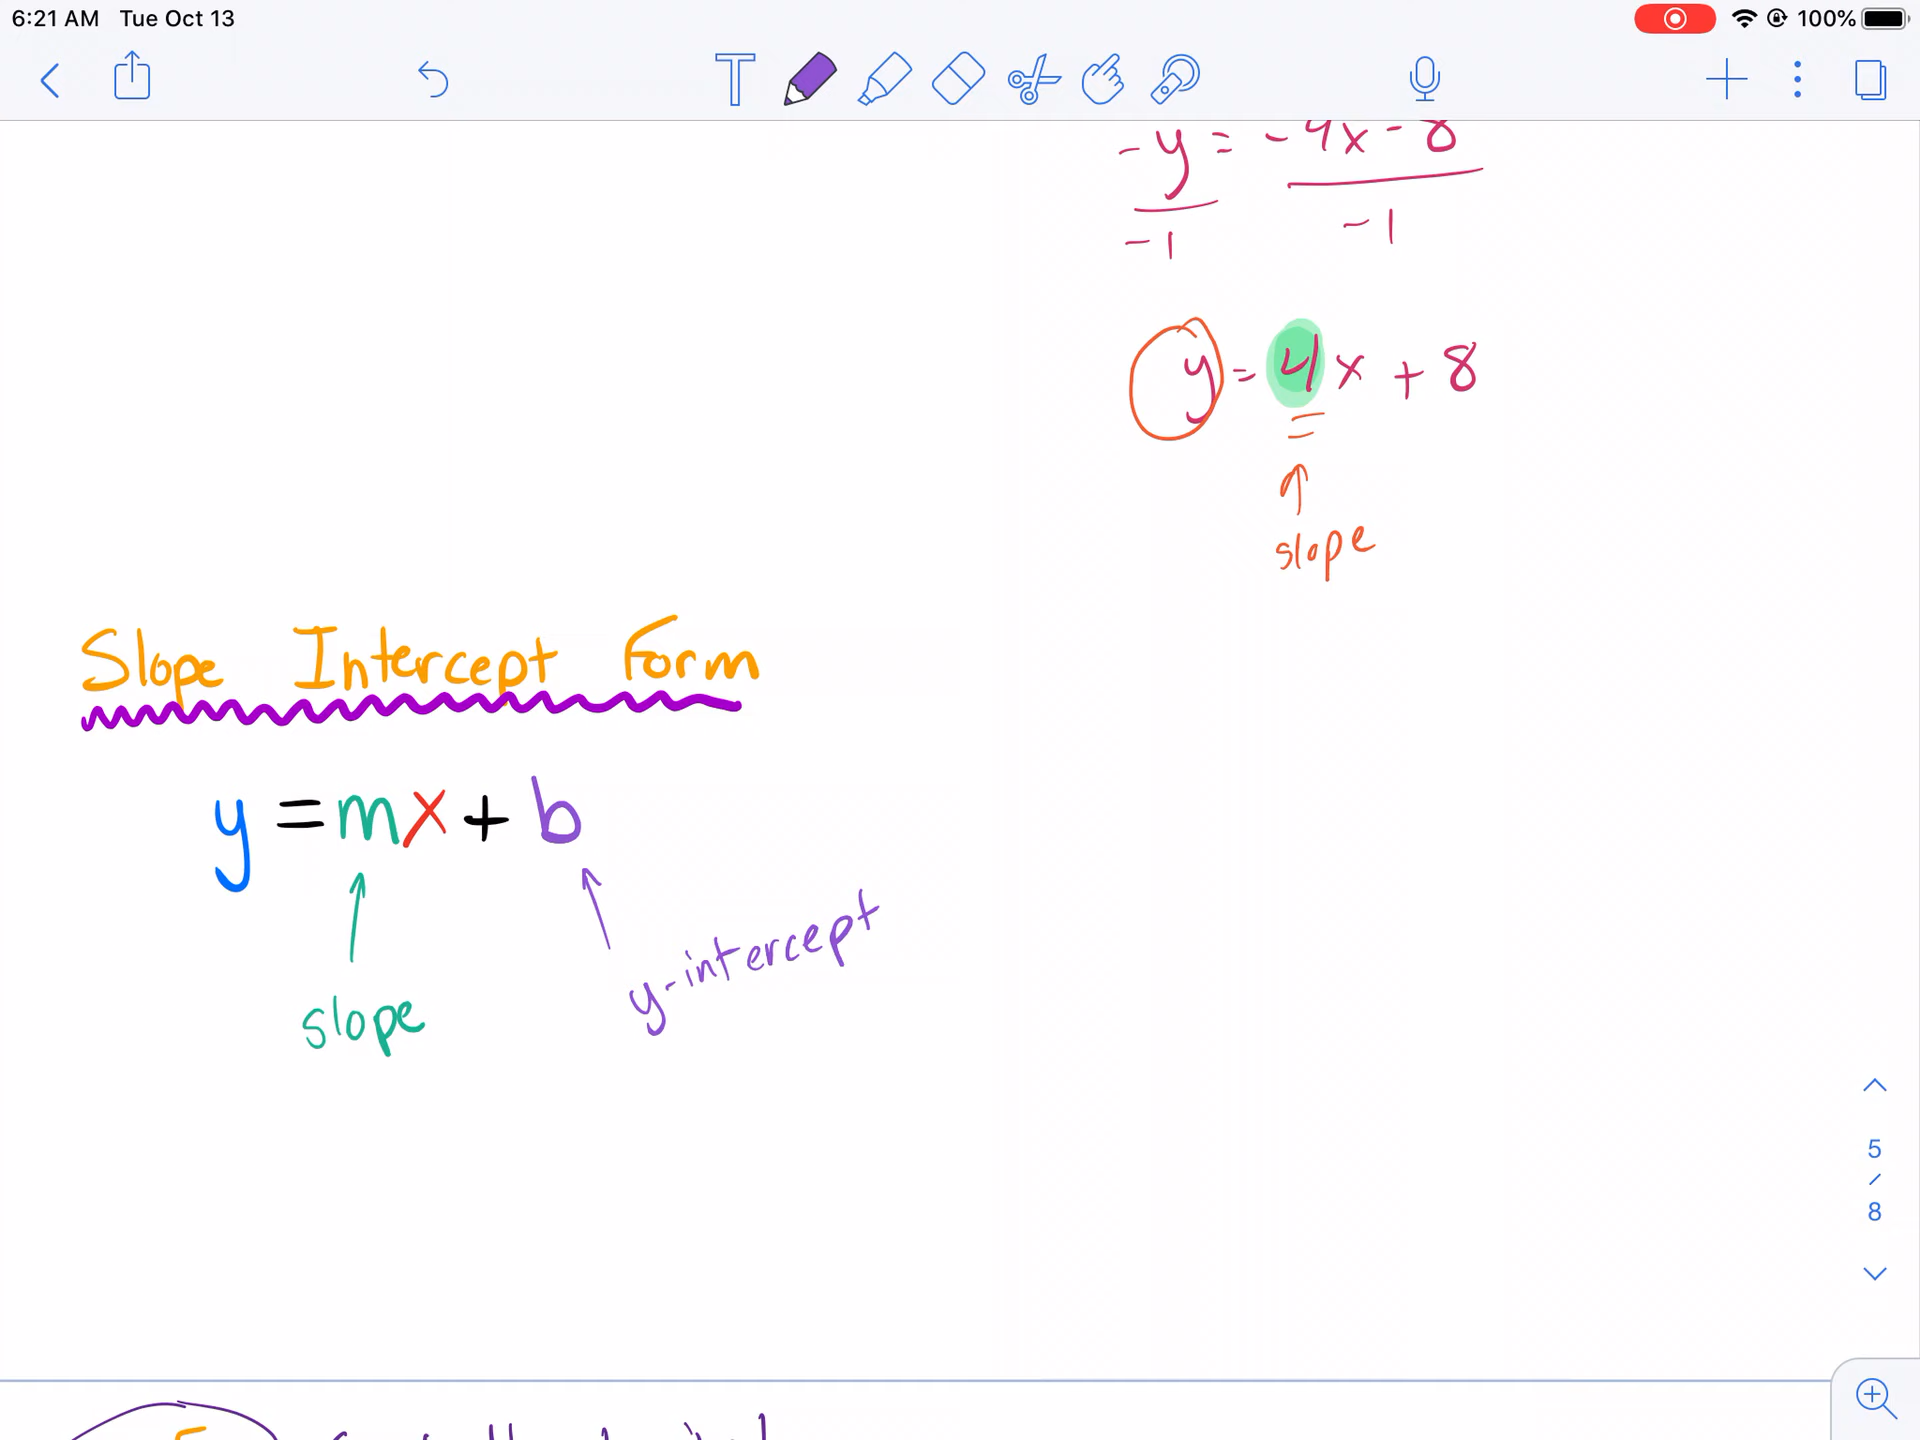 6:21 AM Tue Oct 13
100%
-y = -4x - 8
-1 -1
y = 4x + 8
slope
Slope Intercept Form
y = mx + b
slope
y-intercept
5
/
8